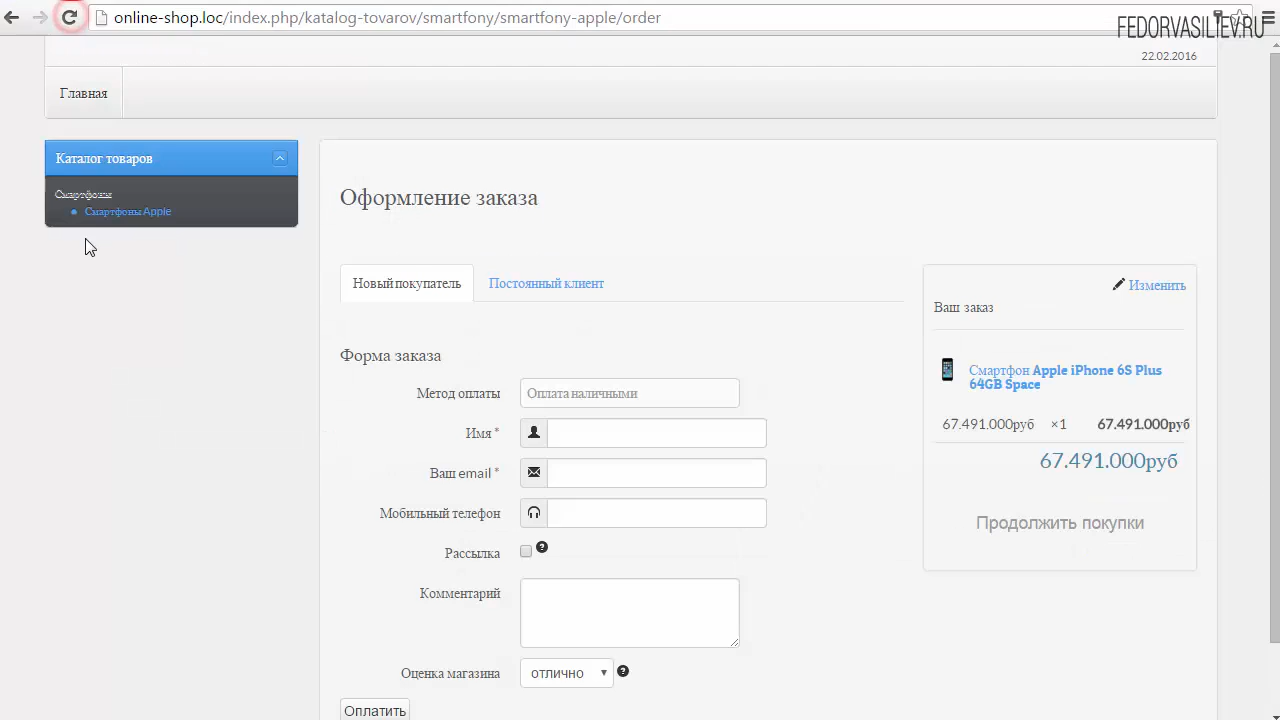 online-shop.loc/index.php/katalog-tovarov/smartfony/smartfony-apple/order
FEDORVASILIEV.RU
22.02.2016
Главная
Каталог товаров
Смартфоны
Смартфоны Apple
Оформление заказа
Новый покупатель
Постоянный клиент
Форма заказа
Метод оплаты
Оплата наличными
Имя *
Ваш email *
Мобильный телефон
Рассылка
Комментарий
Оценка магазина
отлично
Оплатить
Изменить
Ваш заказ
Смартфон Apple iPhone 6S Plus
64GB Space
67.491.000руб ×1 67.491.000руб
67.491.000руб
Продолжить покупки